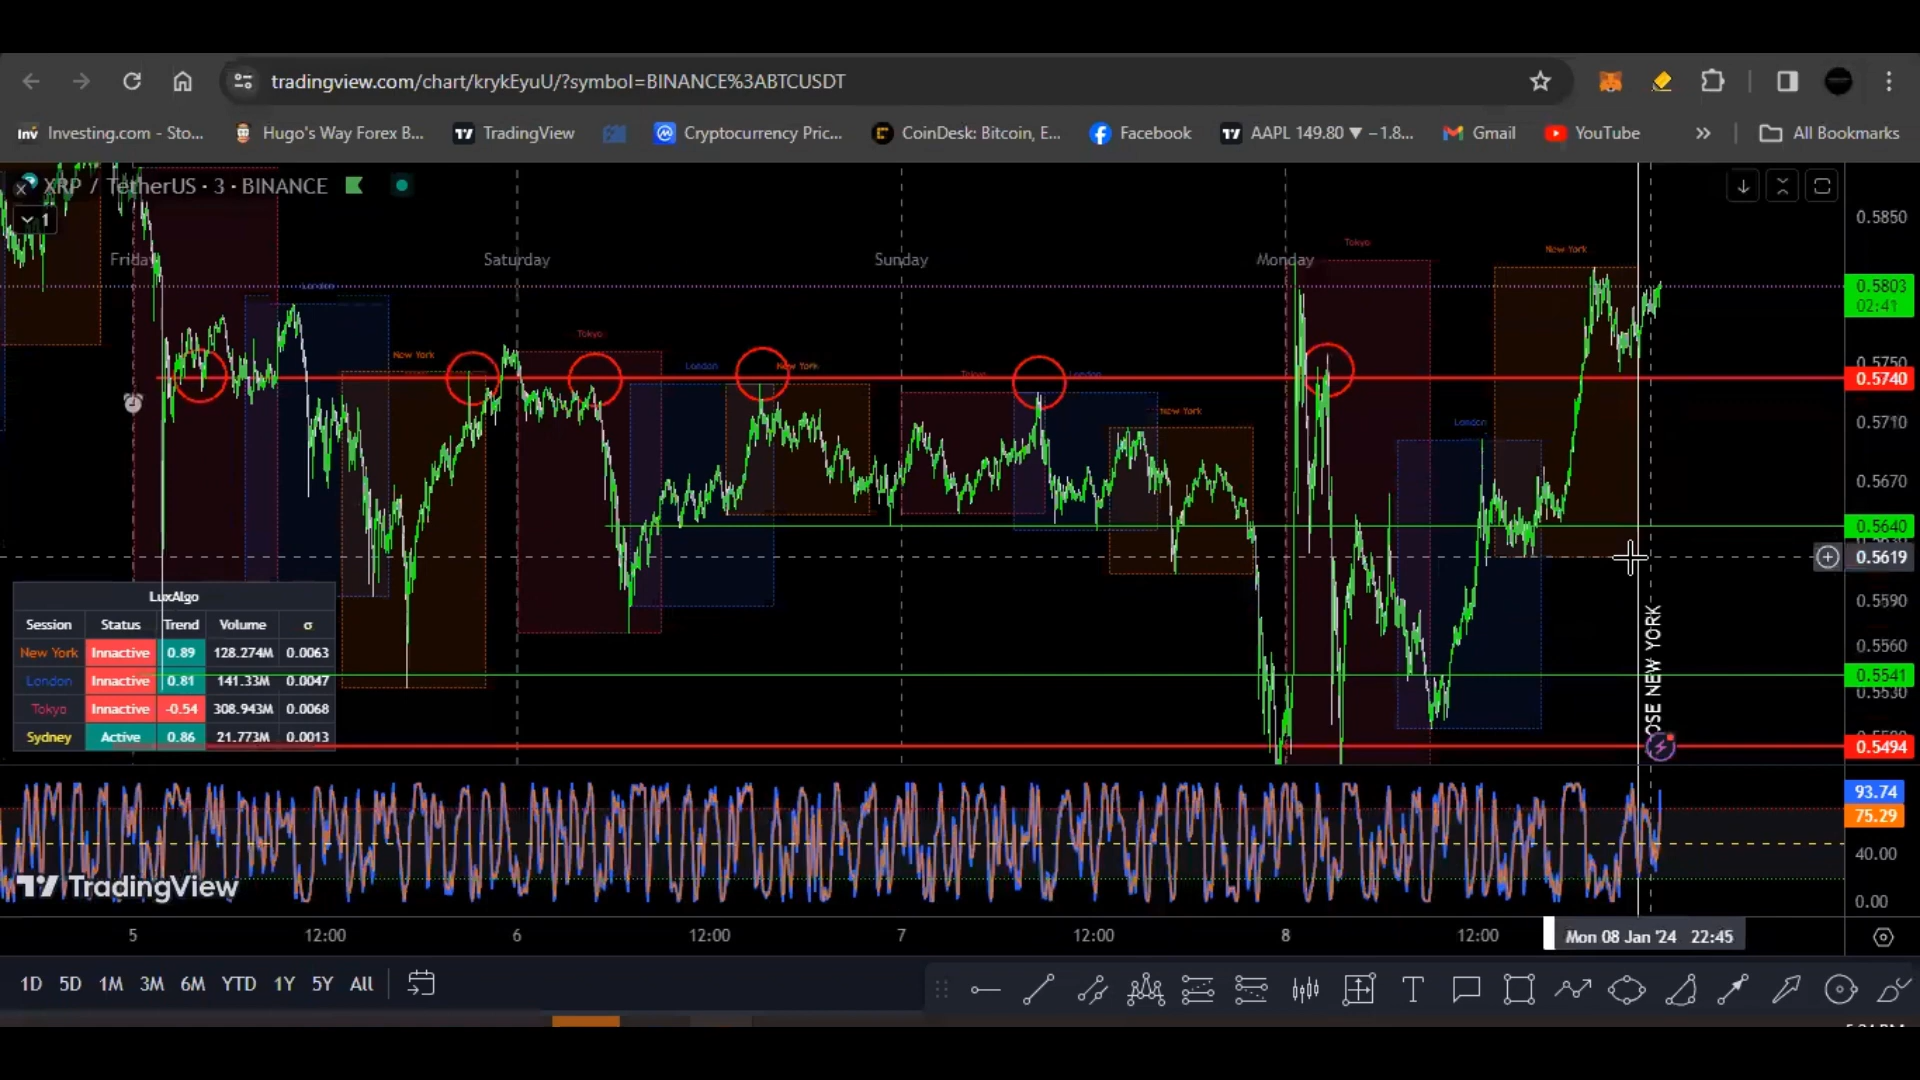 tradingview.com/chart/krykEyuU/?symbol=BINANCE%3ABTCUSDT
Investing.com - Sto... Hugo's Way Forex B... TradingView Cryptocurrency Pric... CoinDesk: Bitcoin, E... Facebook AAPL 149.80 ▼ −1.8... Gmail YouTube » All Bookmarks
XRP / TetherUS · 3 · BINANCE
1
Friday Saturday Sunday Monday
London New York Tokyo London New York Tokyo London New York Tokyo London New York
0.5850
0.5803
02:41
0.5750
0.5740
0.5710
0.5670
0.5640
0.5619
0.5590
0.5560
0.5541
0.5530
0.5494
OSE NEW YORK
LuxAlgo
Session Status Trend Volume σ
New York Innactive 0.89 128.274M 0.0063
London Innactive 0.81 141.33M 0.0047
Tokyo Innactive -0.54 308.943M 0.0068
Sydney Active 0.86 21.773M 0.0013
93.74
75.29
40.00
0.00
TradingView
5 12:00 6 12:00 7 12:00 8 12:00 Mon 08 Jan '24 22:45
1D 5D 1M 3M 6M YTD 1Y 5Y All